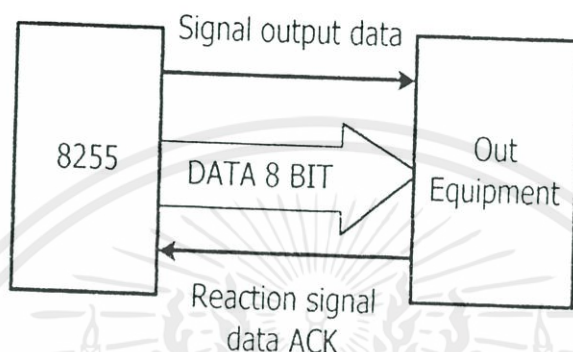 Signal output data
8255
DATA 8 BIT
Out
Equipment
Reaction signal
data ACK